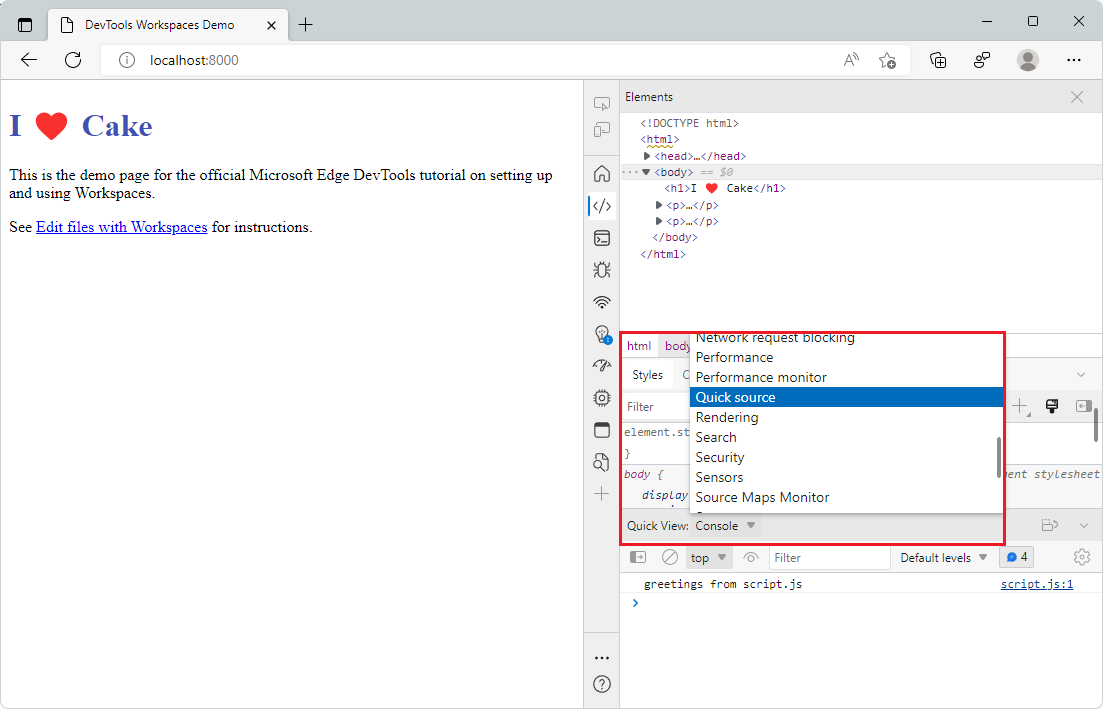 DevTools Workspaces Demo
localhost:8000
I ❤ Cake
This is the demo page for the official Microsoft Edge DevTools tutorial on setting up
and using Workspaces.
See Edit files with Workspaces for instructions.
Elements
<!DOCTYPE html>
<html>
<head>…</head>
··· <body> == $0
<h1>I ❤ Cake</h1>
<p>…</p>
<p>…</p>
</body>
</html>
html body
Network request blocking
Performance
Styles C
Performance monitor
Quick source
Filter
Rendering
element.st
Search
}
Security
body {
ent stylesheet
Sensors
display
Source Maps Monitor
Quick View: Console
top
Filter
Default levels
4
greetings from script.js script.js:1